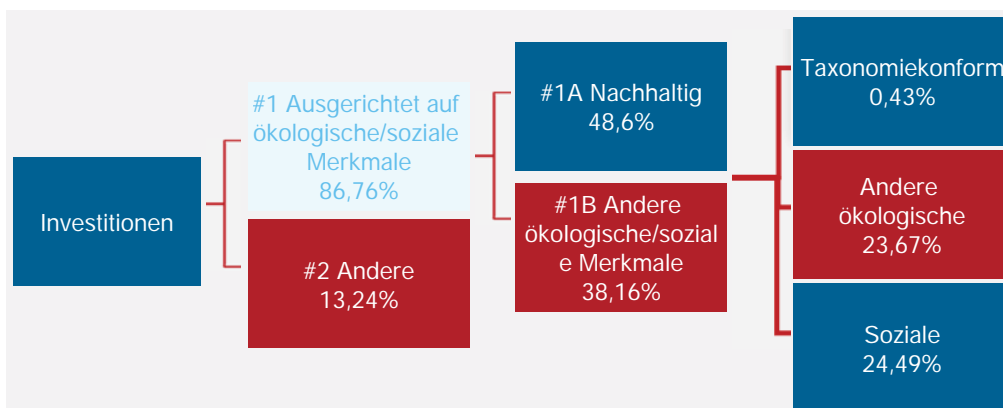 Investitionen
#1 Ausgerichtet auf
ökologische/soziale
Merkmale
86,76%
#2 Andere
13,24%
#1A Nachhaltig
48,6%
#1B Andere
ökologische/sozial
e Merkmale
38,16%
Taxonomiekonform
0,43%
Andere
ökologische
23,67%
Soziale
24,49%